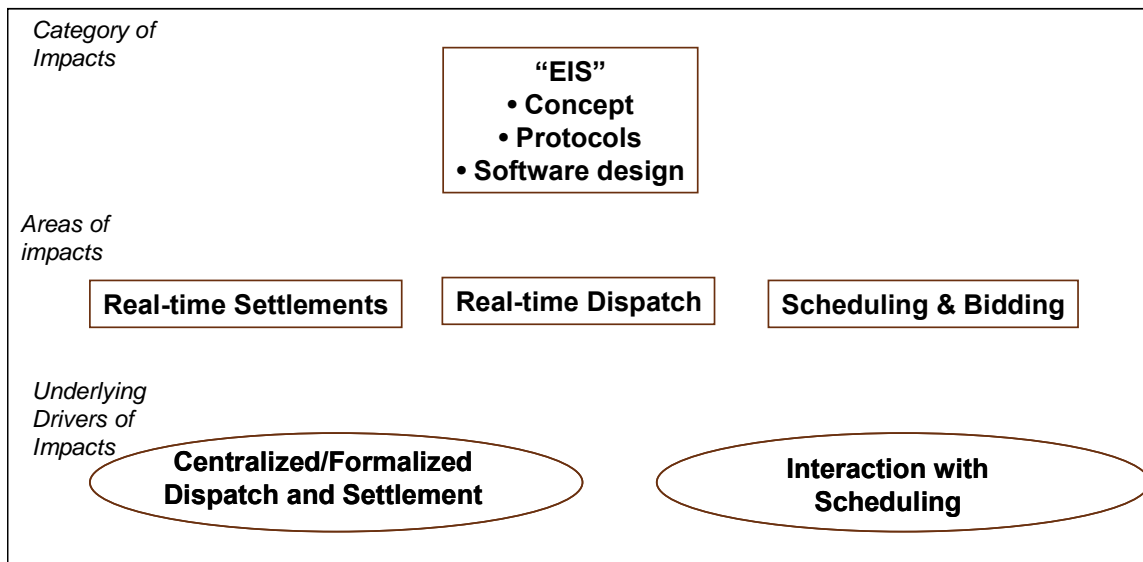 Category of
Impacts
“EIS”
• Concept
• Protocols
• Software design
Areas of
impacts
Real-time Settlements
Real-time Dispatch
Scheduling & Bidding
Underlying
Drivers of
Impacts
Centralized/Formalized
Dispatch and Settlement
Interaction with
Scheduling